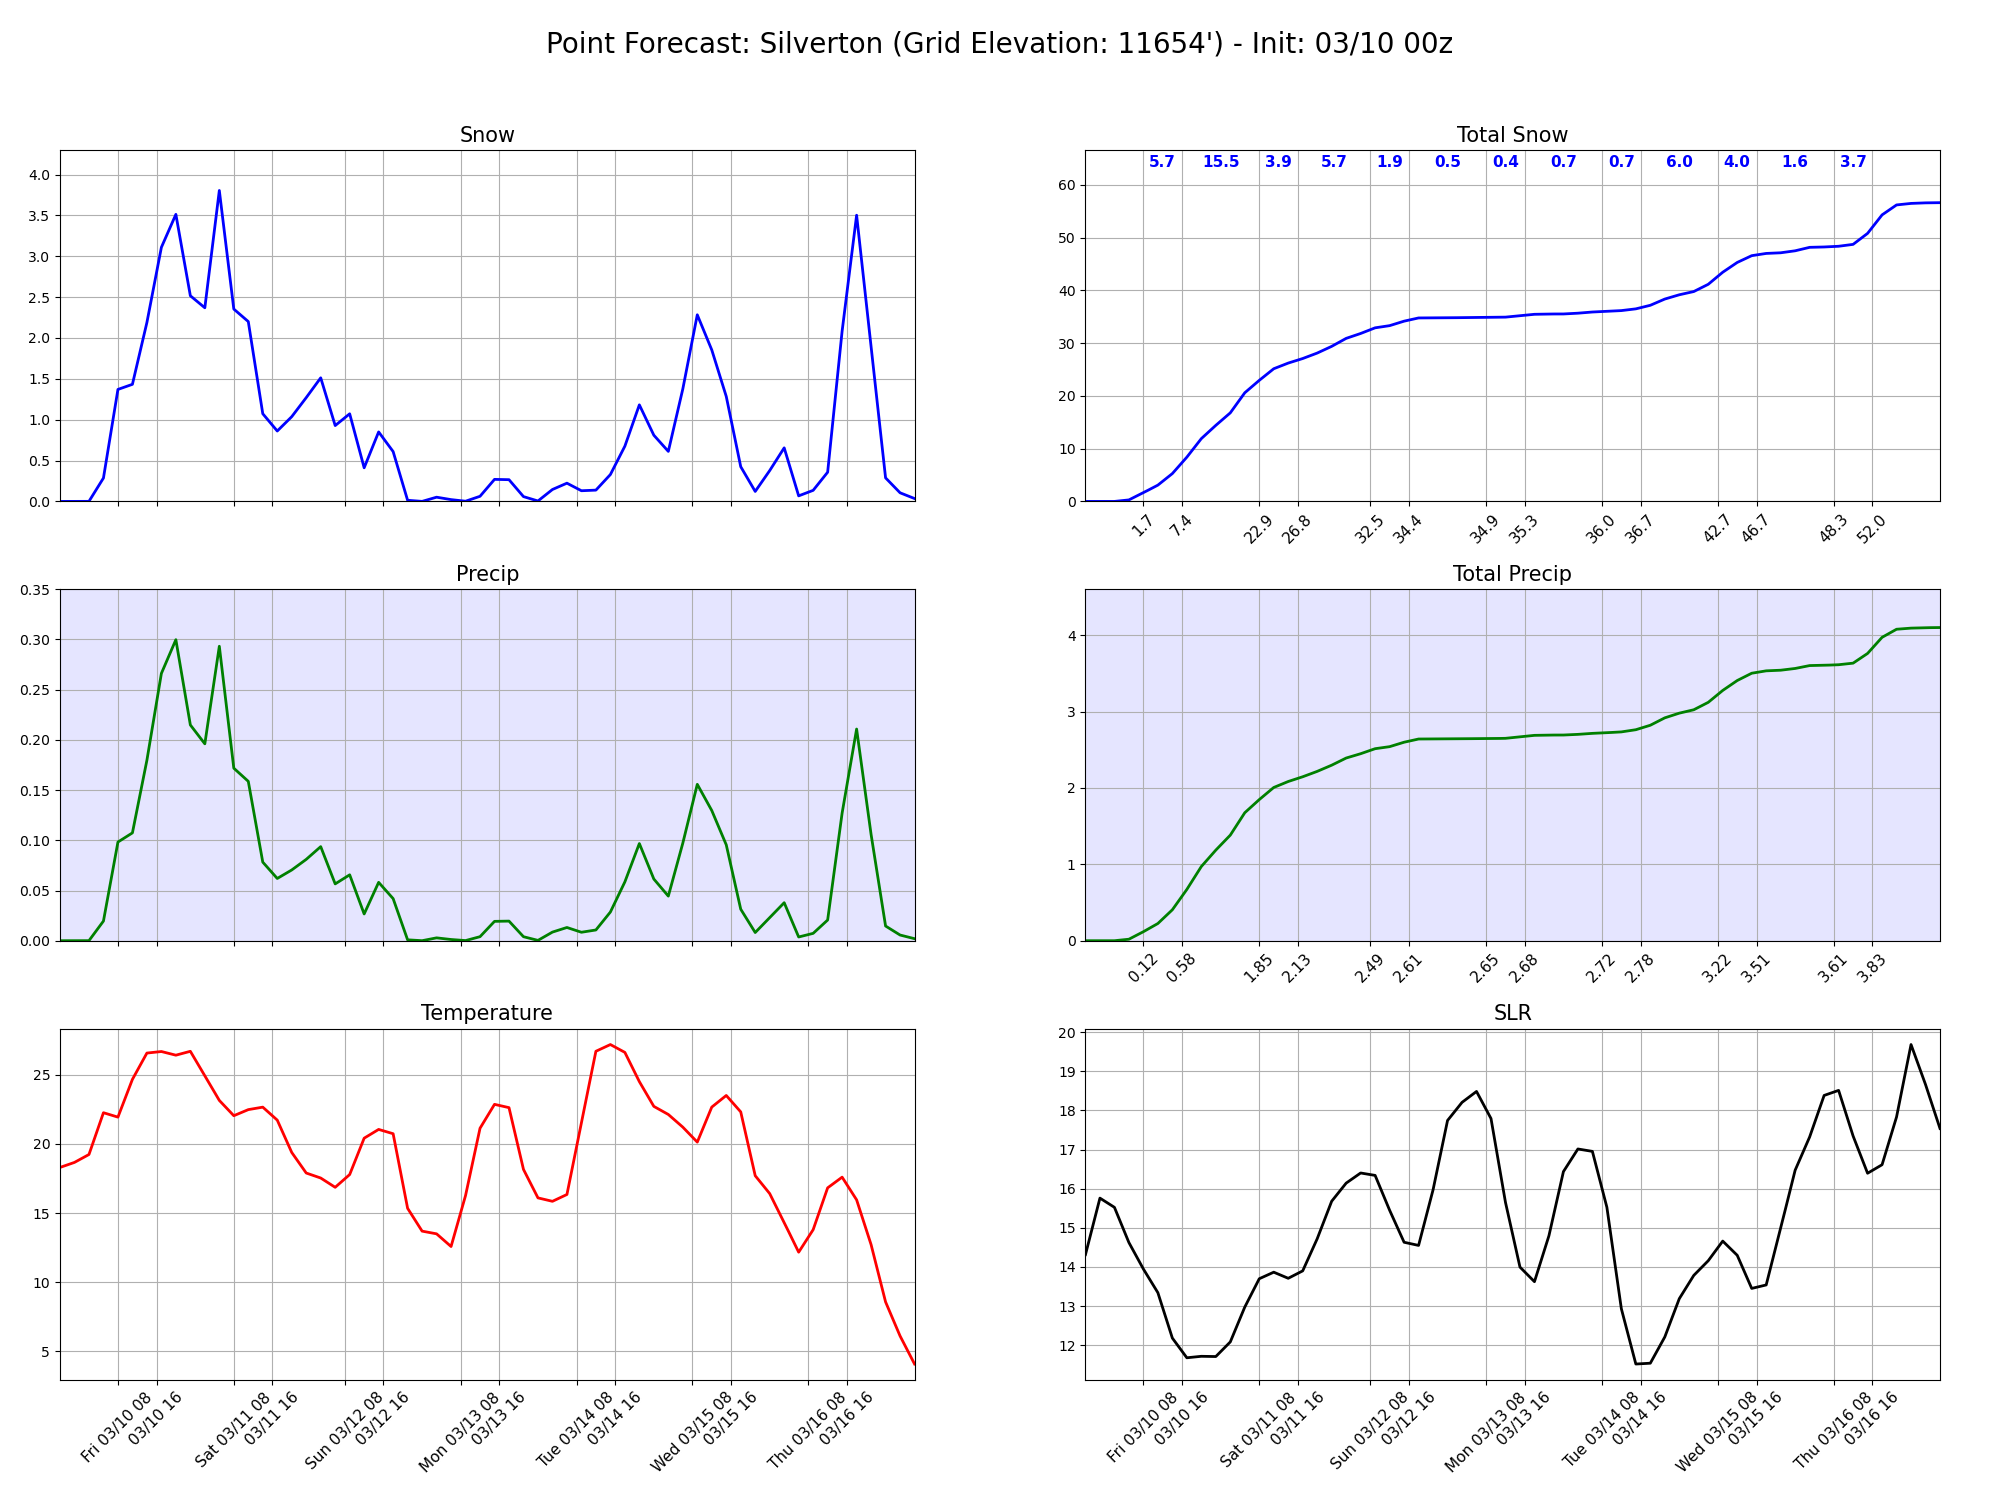 Point Forecast: Silverton (Grid Elevation: 11654') - Init: 03/10 00z
Snow
4.0
3.5
3.0
2.5
2.0
1.5
1.0
0.5
0.0
Total Snow
5.7 15.5 3.9 5.7 1.9 0.5 0.4 0.7 0.7 6.0 4.0 1.6 3.7
60
50
40
30
20
10
0
1.7 7.4 22.9 26.8 32.5 34.4 34.9 35.3 36.0 36.7 42.7 46.7 48.3 52.0
Precip
0.35
0.30
0.25
0.20
0.15
0.10
0.05
0.00
Total Precip
4
3
2
1
0
0.12 0.58 1.85 2.13 2.49 2.61 2.65 2.68 2.72 2.78 3.22 3.51 3.61 3.83
Temperature
25
20
15
10
5
Fri 03/10 08
03/10 16
Sat 03/11 08
03/11 16
Sun 03/12 08
03/12 16
Mon 03/13 08
03/13 16
Tue 03/14 08
03/14 16
Wed 03/15 08
03/15 16
Thu 03/16 08
03/16 16
SLR
20
19
18
17
16
15
14
13
12
Fri 03/10 08
03/10 16
Sat 03/11 08
03/11 16
Sun 03/12 08
03/12 16
Mon 03/13 08
03/13 16
Tue 03/14 08
03/14 16
Wed 03/15 08
03/15 16
Thu 03/16 08
03/16 16